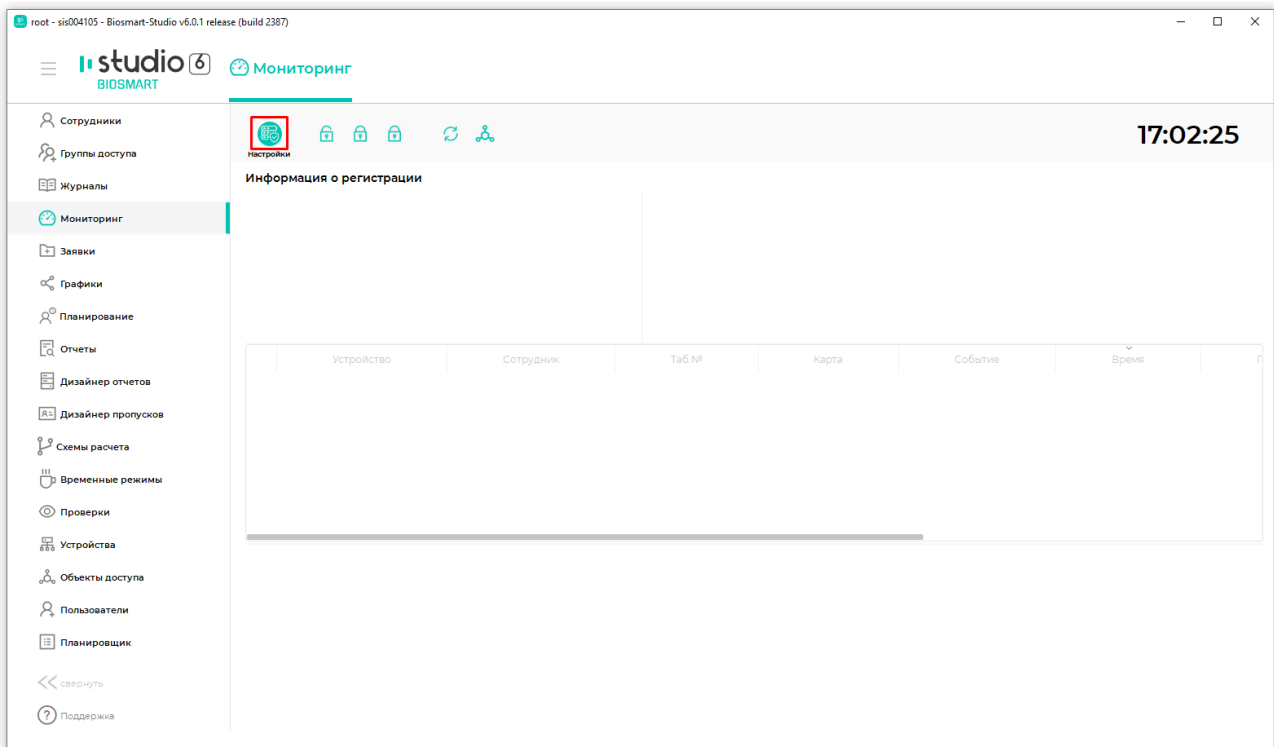 root - sis004105 - Biosmart-Studio v6.0.1 release (build 2387)
studio 6
BIOSMART
Мониторинг
Сотрудники
Группы доступа
Журналы
Мониторинг
Заявки
Графики
Планирование
Отчеты
Дизайнер отчетов
Дизайнер пропусков
Схемы расчета
Временные режимы
Проверки
Устройства
Объекты доступа
Пользователи
Планировщик
свернуть
Поддержка
Настройки
17:02:25
Информация о регистрации
Устройство Сотрудник Таб.№ Карта Событие Время